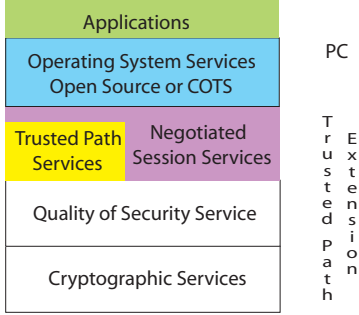 Applications
PC
Operating System Services
Open Source or COTS
Trusted Path
Services
Negotiated
Session Services
Quality of Security Service
Cryptographic Services
Trusted Path
Extension